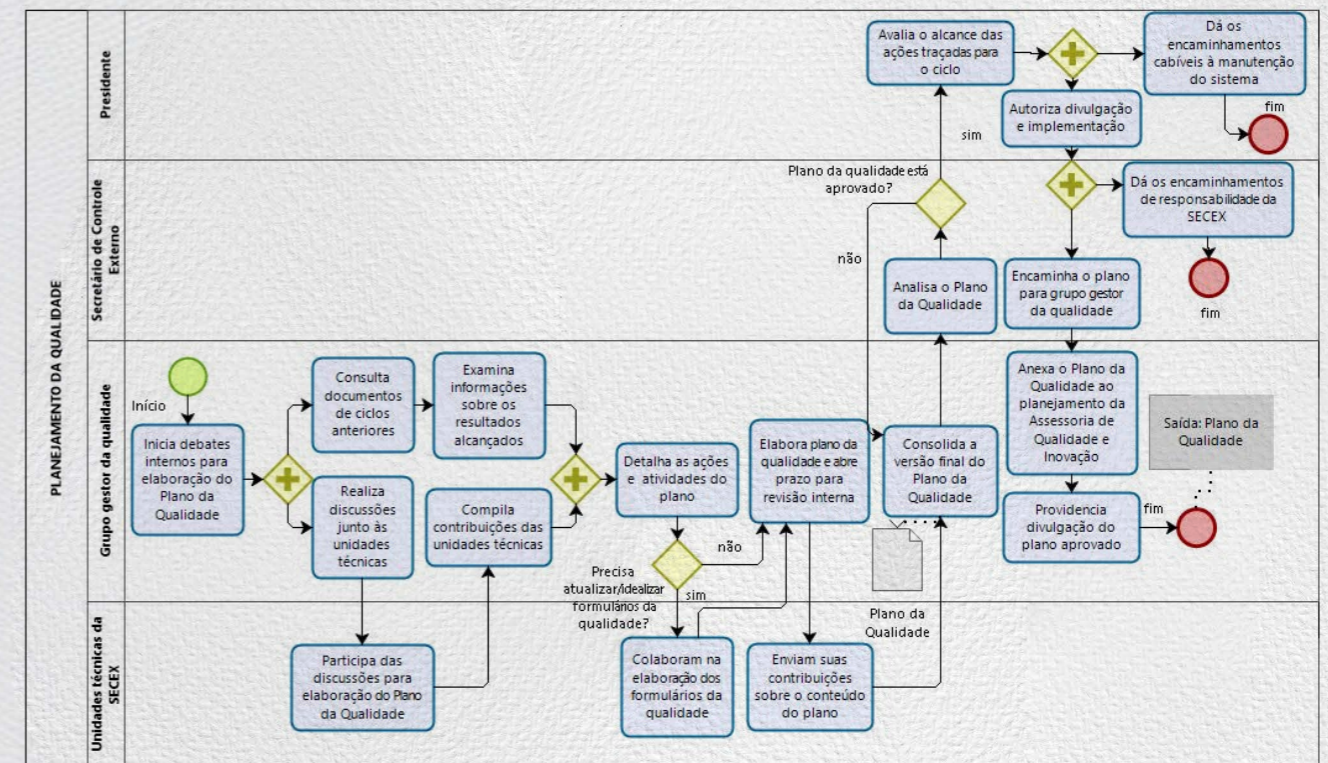 PLANEJAMENTO DA QUALIDADE
Presidente
Avalia o alcance das
ações traçadas para
o ciclo
Dá os
encaminhamentos
cabíveis à manutenção
do sistema
Autoriza divulgação
e implementação
fim
sim
Secretário de Controle
Externo
Plano da qualidade está
aprovado?
não
Analisa o Plano
da Qualidade
Dá os encaminhamentos
de responsabilidade da
SECEX
fim
Encaminha o plano
para grupo gestor
da qualidade
Grupo gestor da qualidade
Início
Inicia debates
internos para
elaboração do
Plano da
Qualidade
Consulta
documentos
de ciclos
anteriores
Examina
informações
sobre os
resultados
alcançados
Realiza
discussões
junto às
unidades
técnicas
Compila
contribuições das
unidades técnicas
Detalha as ações
e atividades do
plano
Precisa
atualizar/idealizar
formulários da
qualidade?
não
sim
Elabora plano da
qualidade e abre
prazo para
revisão interna
Consolida a
versão final do
Plano da
Qualidade
Plano da
Qualidade
Anexa o Plano da
Qualidade ao
planejamento da
Assessoria de
Qualidade e
Inovação
Providencia
divulgação do
plano aprovado
fim
Saída: Plano da
Qualidade
Unidades técnicas da
SECEX
Participa das
discussões para
elaboração do Plano
da Qualidade
Colaboram na
elaboração dos
formulários da
qualidade
Enviam suas
contribuições
sobre o conteúdo
do plano